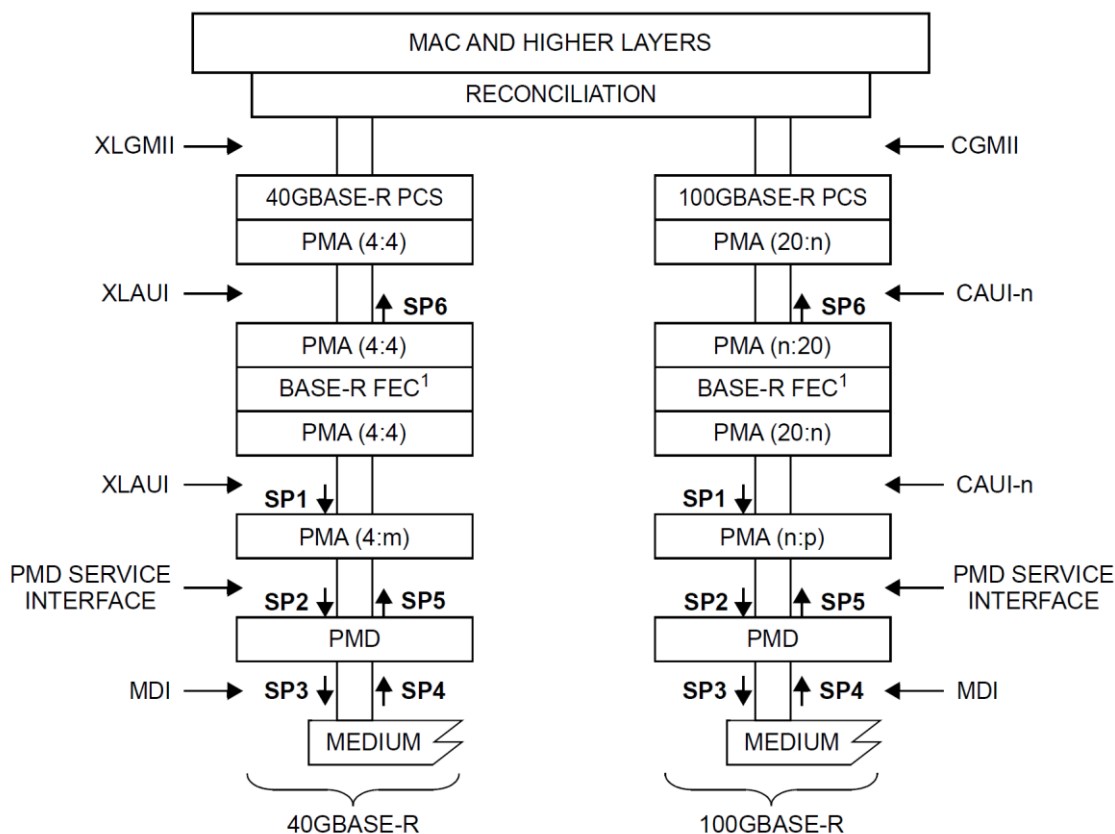 MAC AND HIGHER LAYERS
RECONCILIATION
XLGMII
CGMII
40GBASE-R PCS
100GBASE-R PCS
PMA (4:4)
PMA (20:n)
XLAUI
SP6
SP6
CAUI-n
PMA (4:4)
PMA (n:20)
BASE-R FEC1
BASE-R FEC1
PMA (4:4)
PMA (20:n)
XLAUI
SP1
SP1
CAUI-n
PMA (4:m)
PMA (n:p)
PMD SERVICE
INTERFACE
SP2
SP5
SP2
SP5
PMD SERVICE
INTERFACE
PMD
PMD
MDI
SP3
SP4
SP3
SP4
MDI
MEDIUM
MEDIUM
40GBASE-R
100GBASE-R